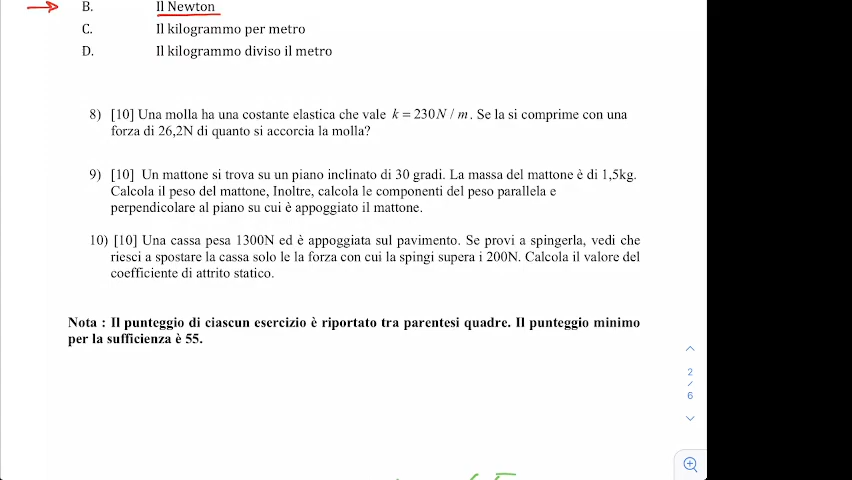 B. Il Newton
C. Il kilogrammo per metro
D. Il kilogrammo diviso il metro
8) [10] Una molla ha una costante elastica che vale k = 230 N / m . Se la si comprime con una
forza di 26,2N di quanto si accorcia la molla?
9) [10] Un mattone si trova su un piano inclinato di 30 gradi. La massa del mattone è di 1,5kg.
Calcola il peso del mattone, Inoltre, calcola le componenti del peso parallela e
perpendicolare al piano su cui è appoggiato il mattone.
10) [10] Una cassa pesa 1300N ed è appoggiata sul pavimento. Se provi a spingerla, vedi che
riesci a spostare la cassa solo le la forza con cui la spingi supera i 200N. Calcola il valore del
coefficiente di attrito statico.
Nota : Il punteggio di ciascun esercizio è riportato tra parentesi quadre. Il punteggio minimo
per la sufficienza è 55.
2
/
6